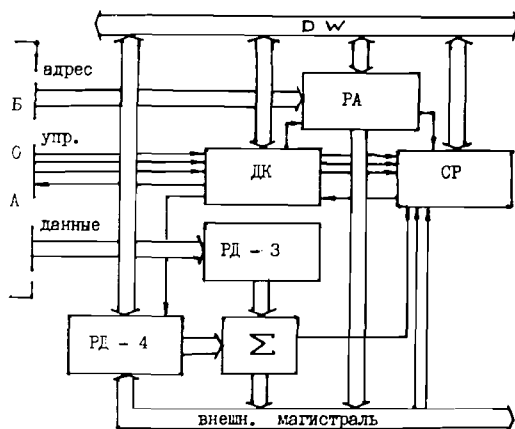 D W
адрес
Б
РА
С
упр.
ДК
СР
А
данные
РД - 3
РД - 4
Σ
внешн. магистраль